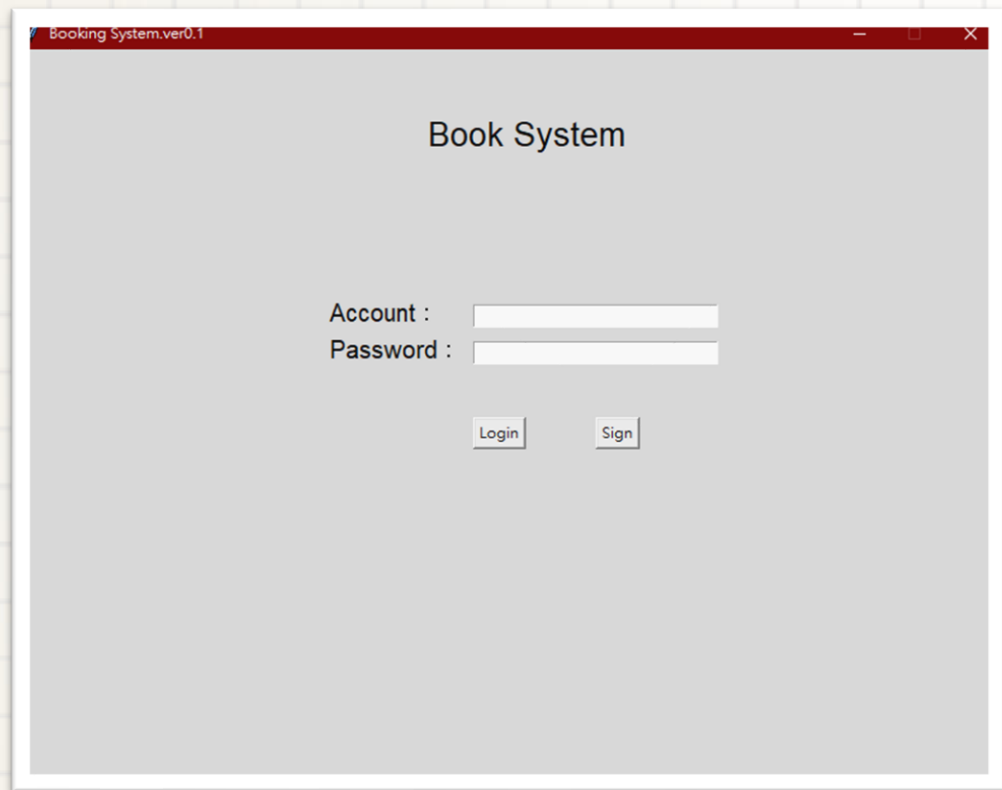 Booking System.ver0.1
Book System
Account :
Password :
Login Sign